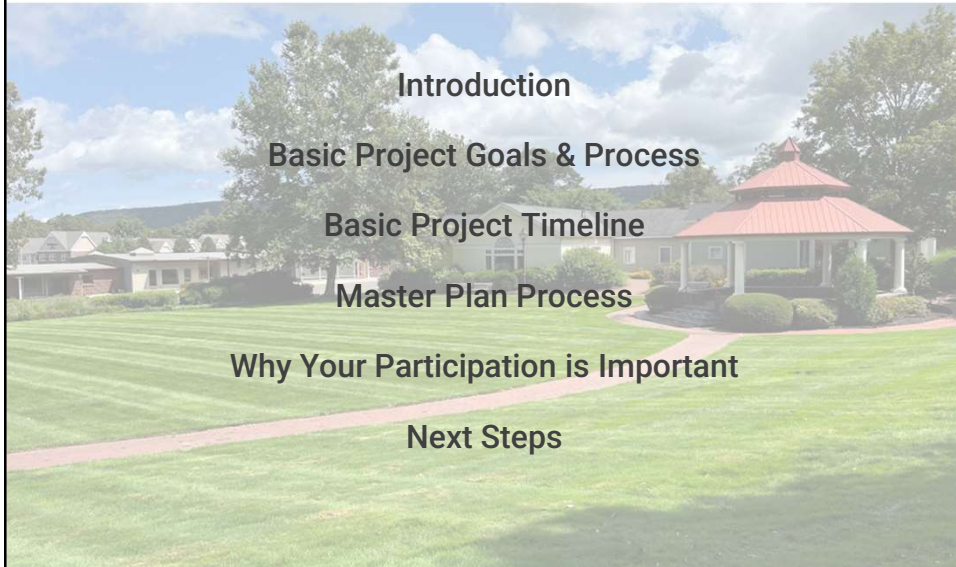 Introduction
Basic Project Goals & Process
Basic Project Timeline
Master Plan Process
Why Your Participation is Important
Next Steps